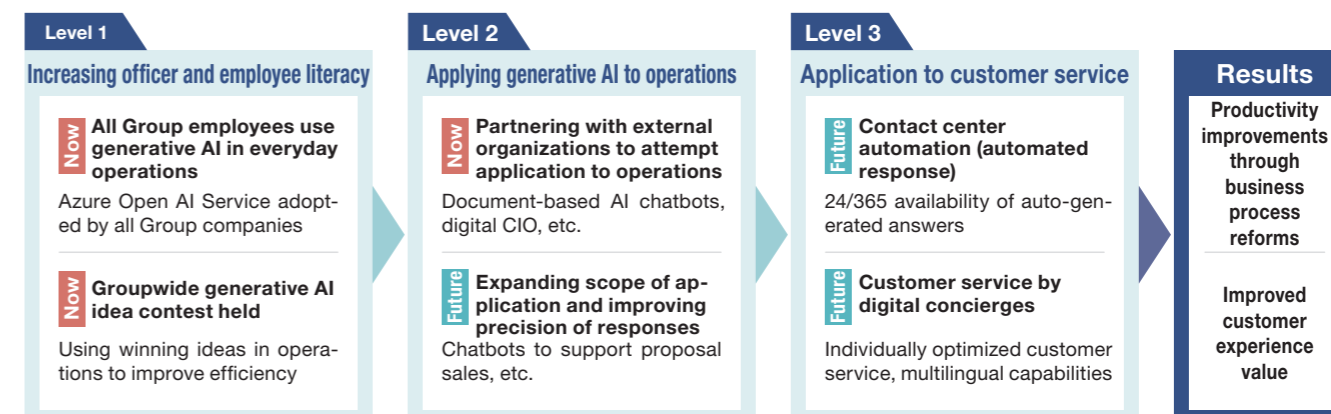 Level 1
Increasing officer and employee literacy
Now
All Group employees use
generative AI in everyday
operations
Azure Open AI Service adopt-
ed by all Group companies
Now
Groupwide generative AI
idea contest held
Using winning ideas in opera-
tions to improve efficiency
Level 2
Applying generative AI to operations
Now
Partnering with external
organizations to attempt
application to operations
Document-based AI chatbots,
digital CIO, etc.
Future
Expanding scope of ap-
plication and improving
precision of responses
Chatbots to support proposal
sales, etc.
Level 3
Application to customer service
Future
Contact center
automation (automated
response)
24/365 availability of auto-gen-
erated answers
Future
Customer service by
digital concierges
Individually optimized customer
service, multilingual capabilities
Results
Productivity
improvements
through
business
process
reforms
Improved
customer
experience
value